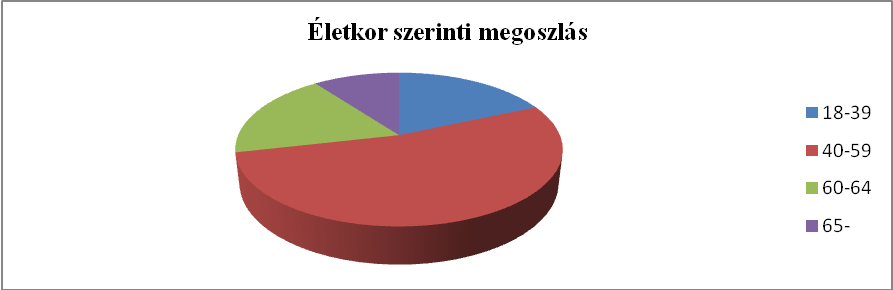 Életkor szerinti megoszlás
18-39
40-59
60-64
65-